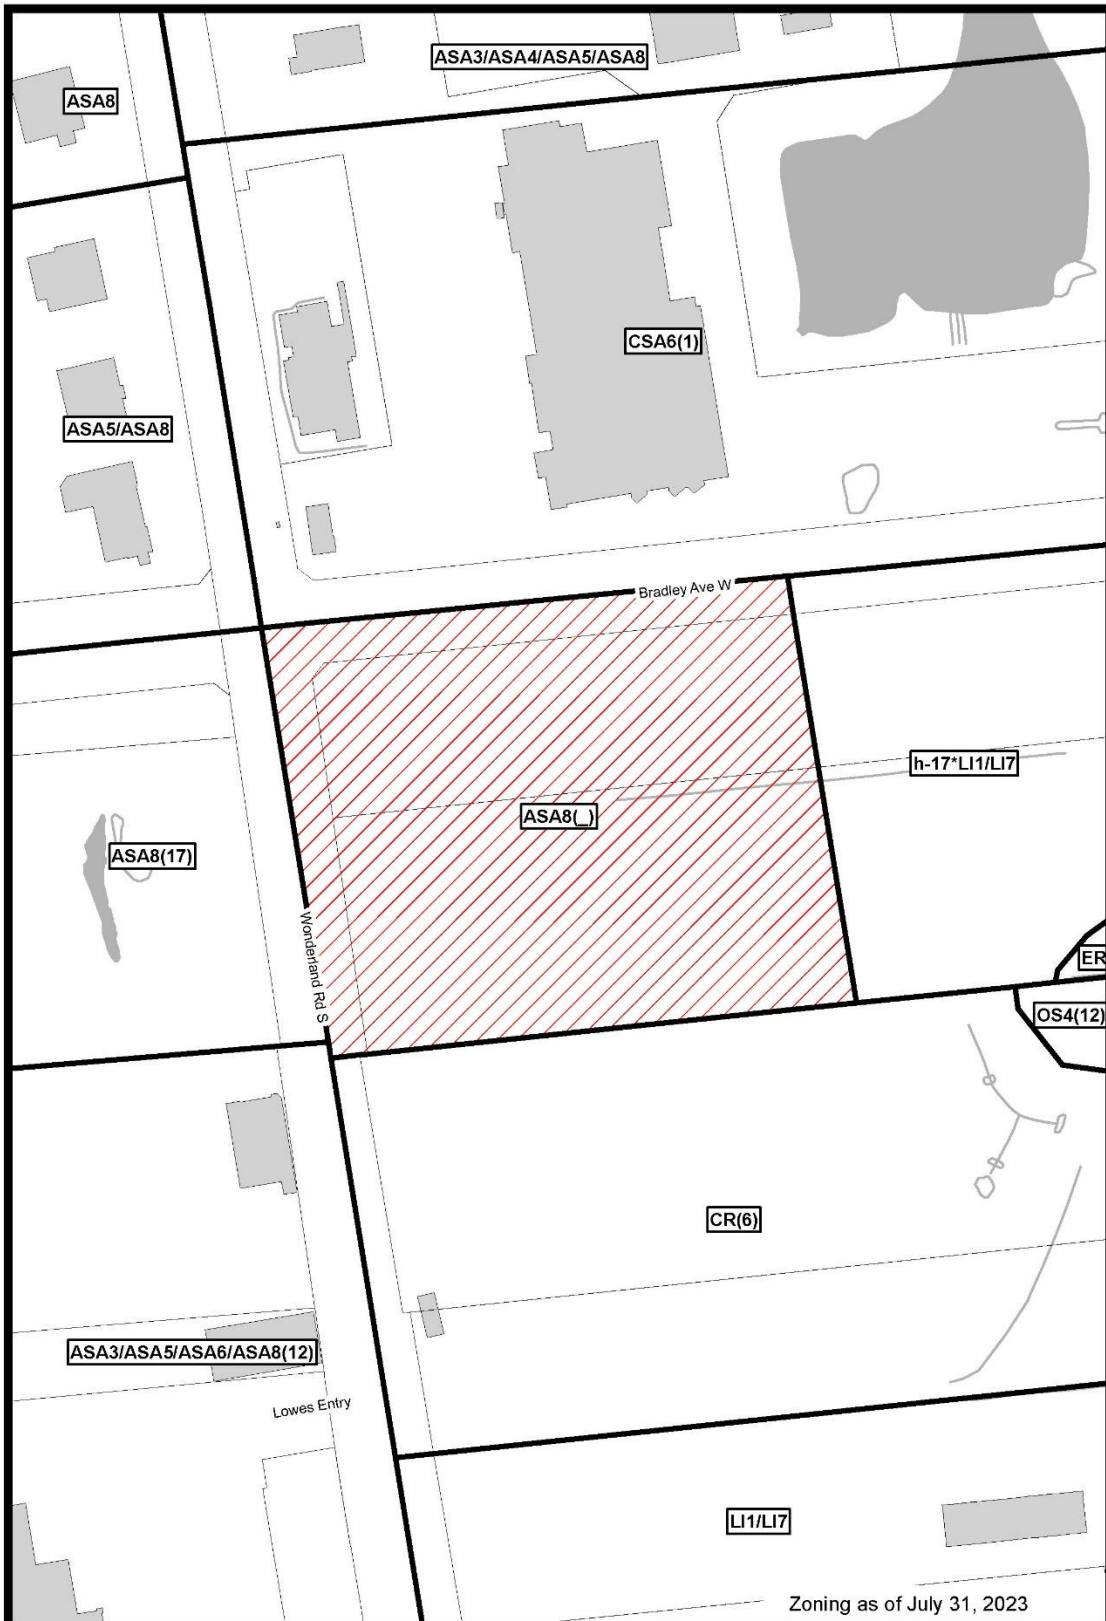 ASA3/ASA4/ASA5/ASA8
ASA8
CSA6(1)
ASA5/ASA8
Bradley Ave W
h-17*LI1/LI7
ASA8(_)
ASA8(17)
Wonderland Rd S
ER
OS4(12)
CR(6)
ASA3/ASA5/ASA6/ASA8(12)
Lowes Entry
LI1/LI7
Zoning as of July 31, 2023